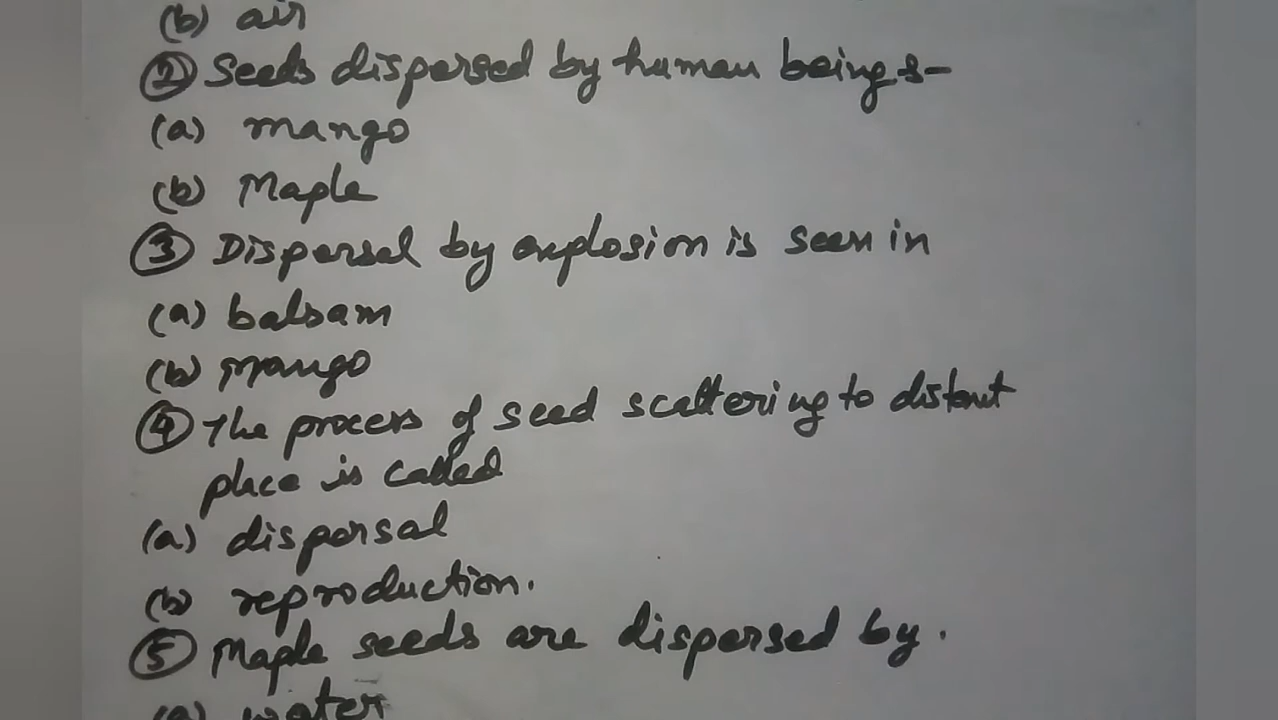 (b) air
② Seeds dispersed by human beings-
(a) mango
(b) Maple
③ Dispersal by explosion is seen in
(a) balsam
(b) Mango
④ The process of seed scattering to distant
place is called
(a) dispersal
(b) reproduction.
⑤ Maple seeds are dispersed by.
(a) water